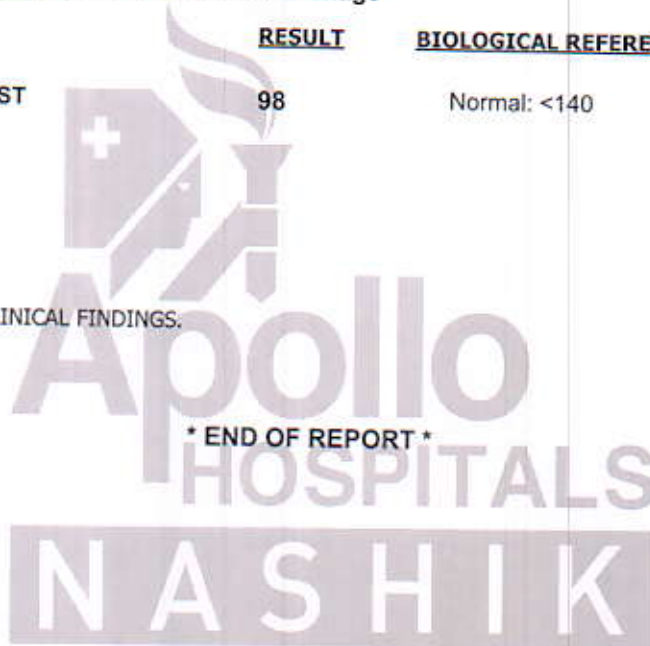 RESULT BIOLOGICAL REFERE
ST 98 Normal: <140
INICAL FINDINGS.
Apollo
* END OF REPORT *
HOSPITALS
NASHIK